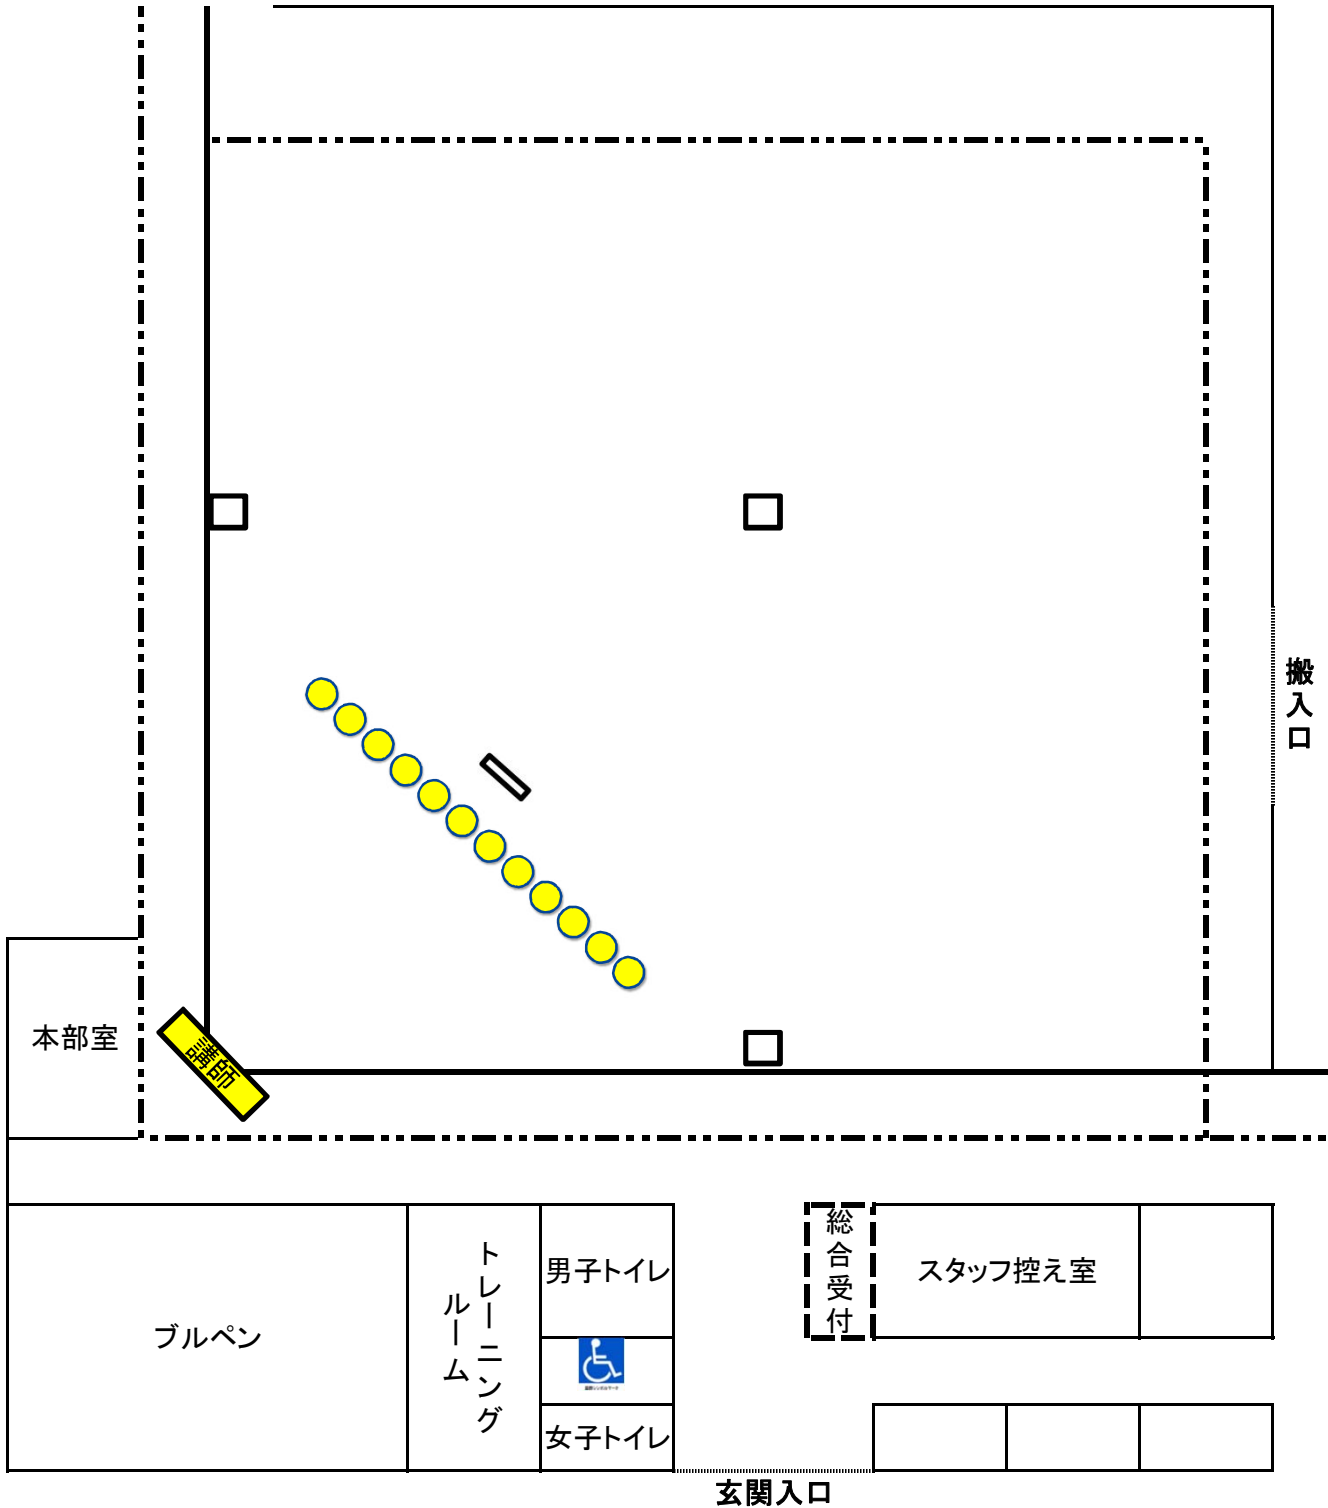 搬入口
本部室
講師
総合受付
男子トイレ
スタッフ控え室
トレーニング
ルーム
ブルペン
女子トイレ
玄関入口